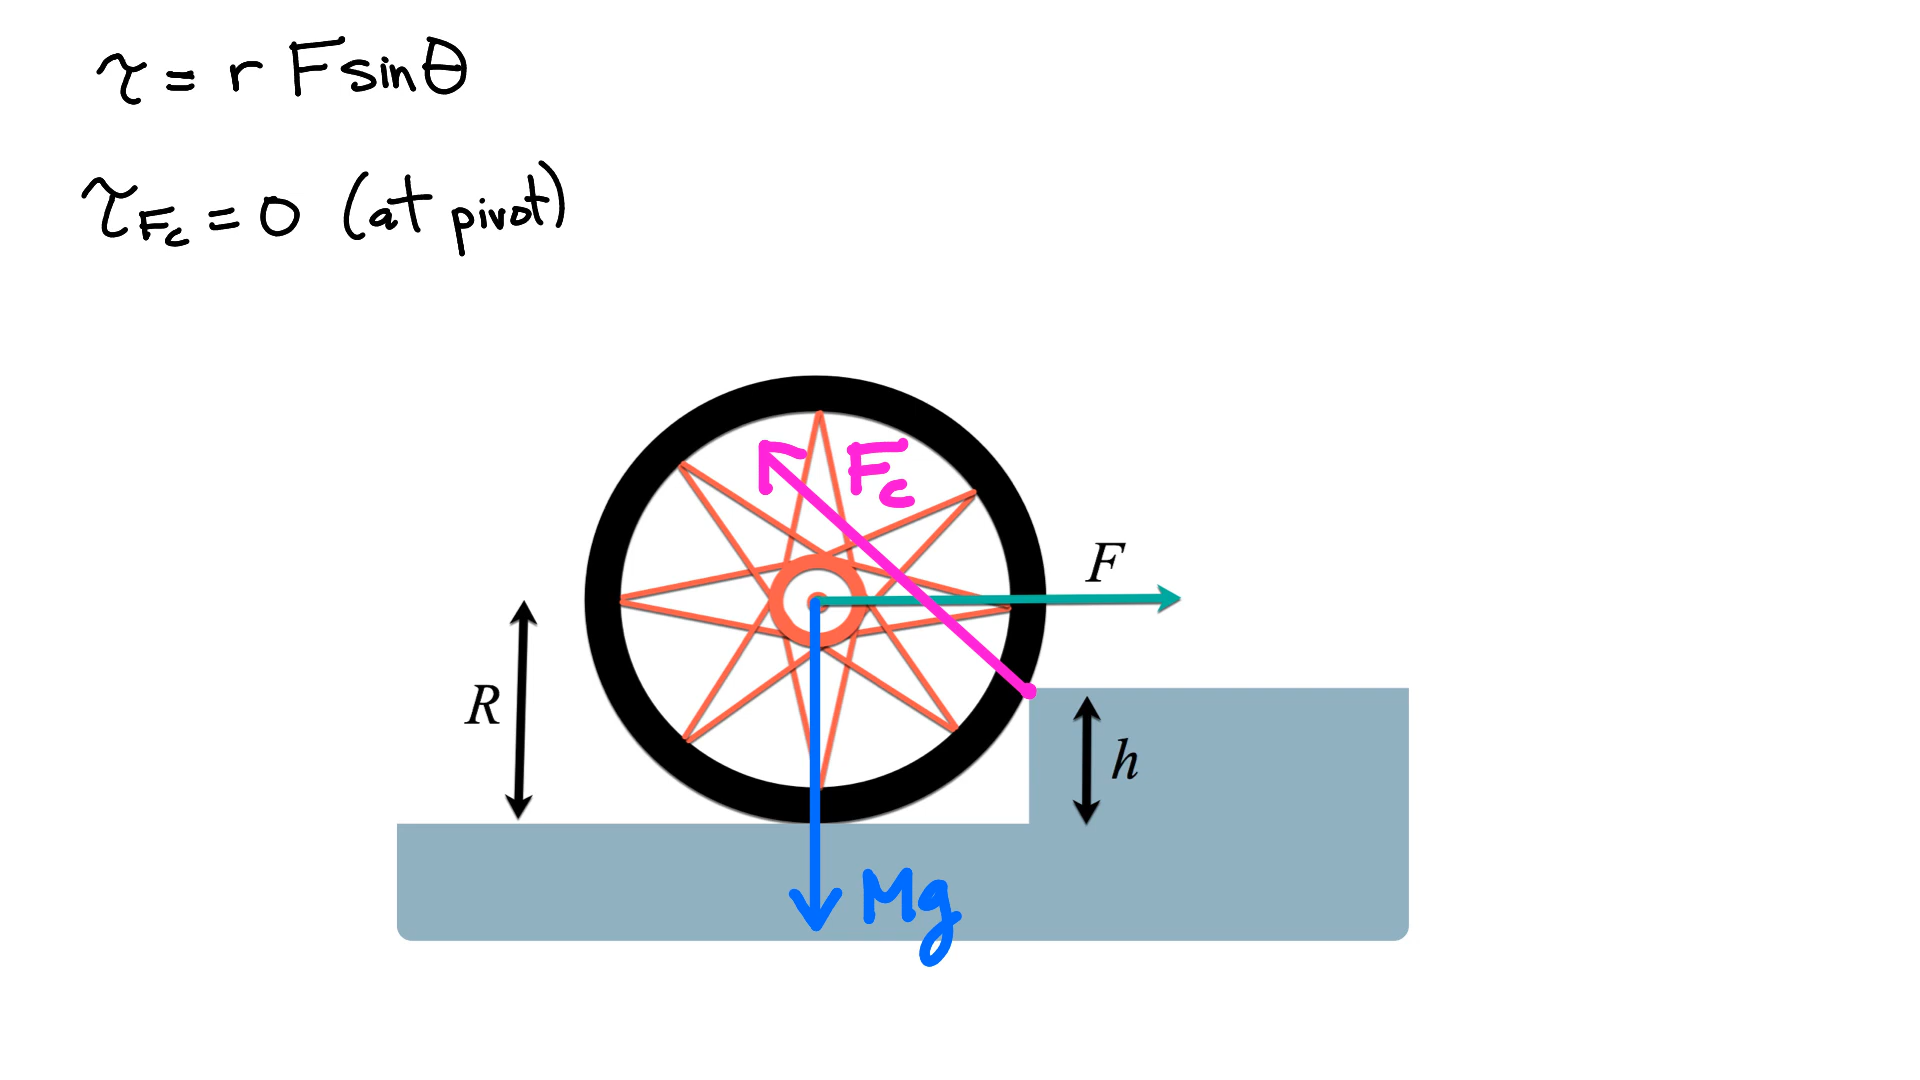 τ = r F sinθ
τ_Fc = 0 (at pivot)
Fc
F
R
h
Mg